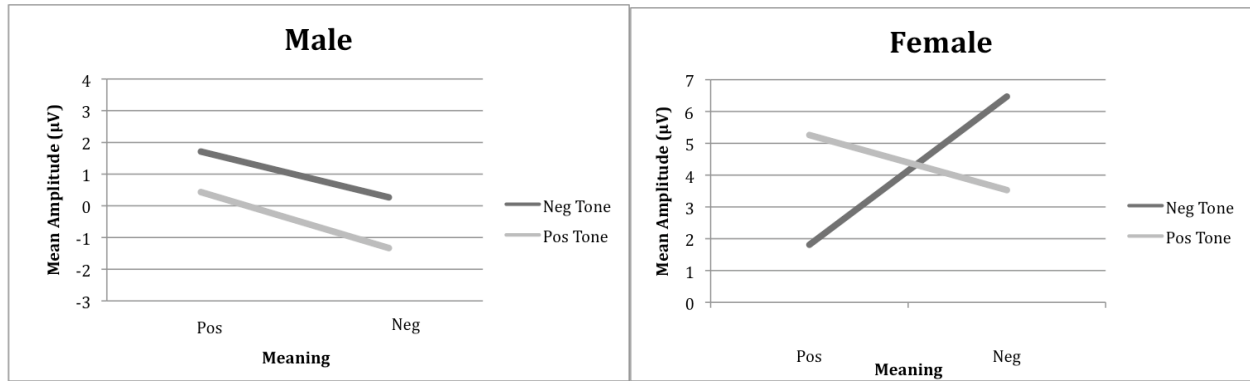 Male
Mean Amplitude (µV)
4
3
2
1
0
-1
-2
-3
Pos
Neg
Meaning
Neg Tone
Pos Tone
Female
Mean Amplitude (µV)
7
6
5
4
3
2
1
0
Pos
Neg
Meaning
Neg Tone
Pos Tone